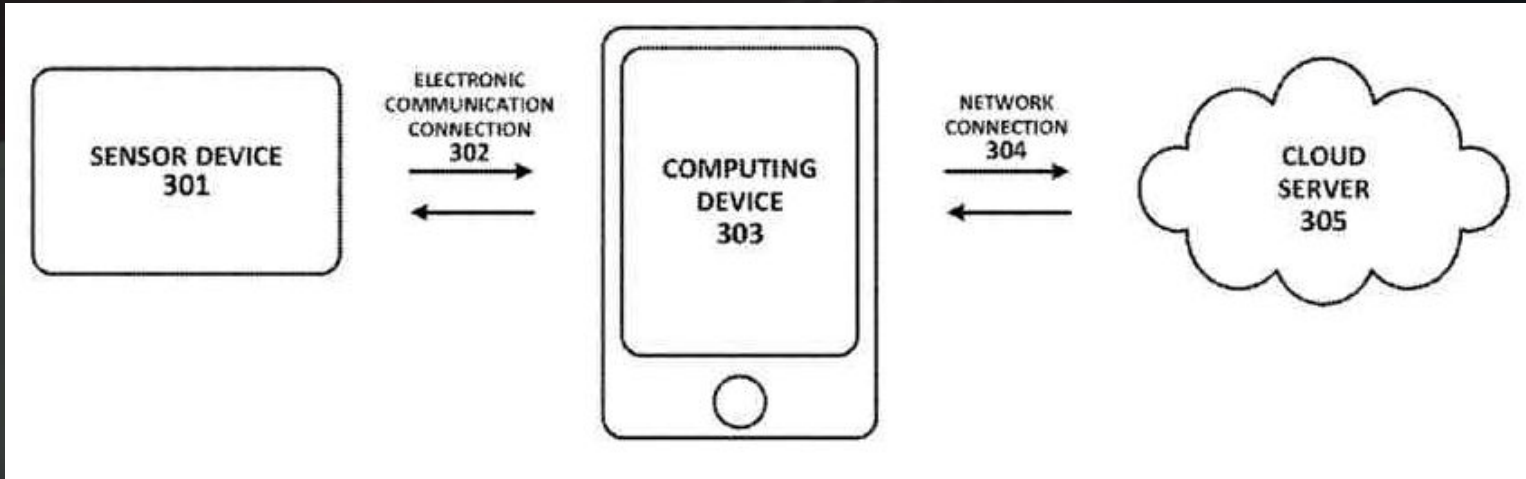 SENSOR DEVICE
301
ELECTRONIC
COMMUNICATION
CONNECTION
302
COMPUTING
DEVICE
303
NETWORK
CONNECTION
304
CLOUD
SERVER
305